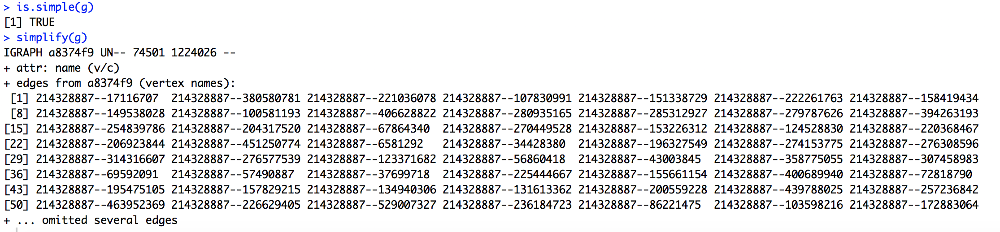 > is.simple(g)
[1] TRUE
> simplify(g)
IGRAPH a8374f9 UN-- 74501 1224026 --
+ attr: name (v/c)
+ edges from a8374f9 (vertex names):
 [1] 214328887--17116707  214328887--380580781 214328887--221036078 214328887--107830991 214328887--151338729 214328887--222261763 214328887--158419434
 [8] 214328887--149538028 214328887--100581193 214328887--406628822 214328887--280935165 214328887--285312927 214328887--279787626 214328887--394263193
[15] 214328887--254839786 214328887--204317520 214328887--67864340  214328887--270449528 214328887--153226312 214328887--124528830 214328887--220368467
[22] 214328887--206923844 214328887--451250774 214328887--6581292   214328887--34428380  214328887--196327549 214328887--274153775 214328887--276308596
[29] 214328887--314316607 214328887--276577539 214328887--123371682 214328887--56860418  214328887--43003845  214328887--358775055 214328887--307458983
[36] 214328887--69592091  214328887--57490887  214328887--37699718  214328887--225444667 214328887--155661154 214328887--400689940 214328887--72818790
[43] 214328887--195475105 214328887--157829215 214328887--134940306 214328887--131613362 214328887--200559228 214328887--439788025 214328887--257236842
[50] 214328887--463952369 214328887--226629405 214328887--529007327 214328887--236184723 214328887--86221475  214328887--103598216 214328887--172883064
+ ... omitted several edges